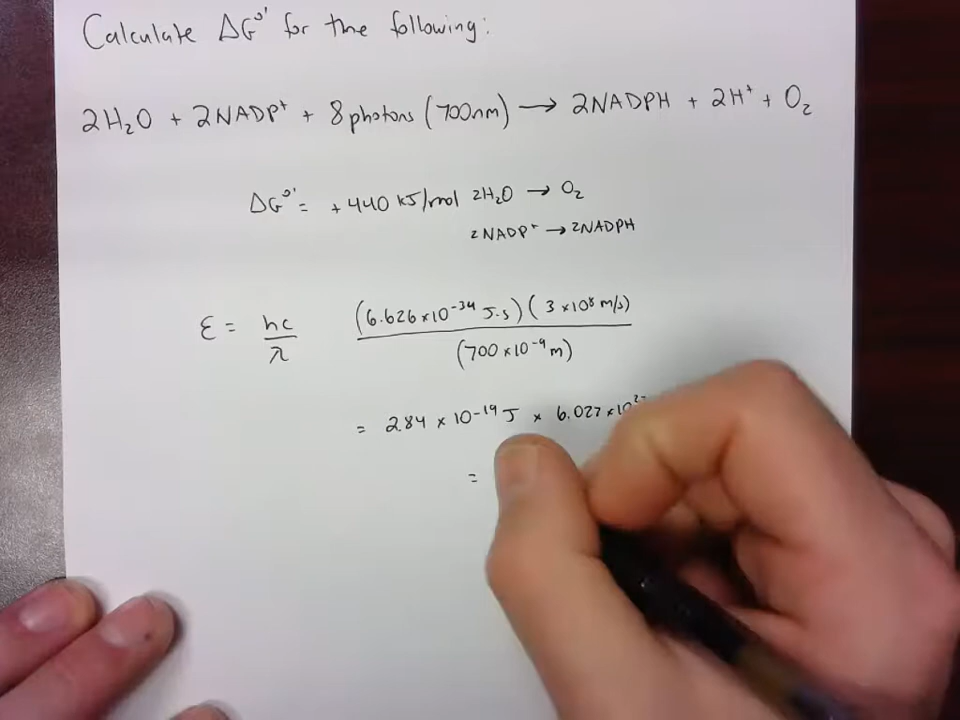 Calculate ΔG°' for the following:
2H₂O + 2NADP⁺ + 8 photons (700nm) → 2NADPH + 2H⁺ + O₂
ΔG°' = +440 kJ/mol 2H₂O → O₂
2NADP⁺ → 2NADPH
E = hc/λ (6.626×10⁻³⁴ J·s)(3×10⁸ m/s)
(700×10⁻⁹ m)
= 2.84 × 10⁻¹⁹ J × 6.022×10²
=